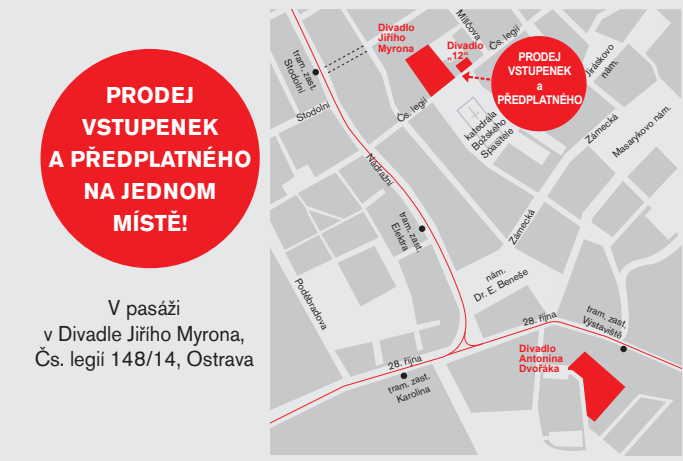 PRODEJ
VSTUPENEK
A PŘEDPLATNÉHO
NA JEDNOM
MÍSTĚ!
V pasáži
v Divadle Jiřího Myrona,
Čs. legií 148/14, Ostrava
Divadlo
Jiřího
Myrona
Milíčova
Čs. legií
Divadlo
„12“
PRODEJ
VSTUPENEK
a
PŘEDPLATNÉHO
Jiráskovo
nám.
tram. zast.
Stodolní
Stodolní
Čs. legií
katedrála
Božského
Spasitele
Zámecká
Masarykovo nám.
Nádražní
tram. zast.
Elektra
Zámecká
nám.
Dr. E. Beneše
Poděbradova
28. října
tram. zast.
Výstaviště
28. října
tram. zast.
Karolina
Divadlo
Antonína
Dvořáka